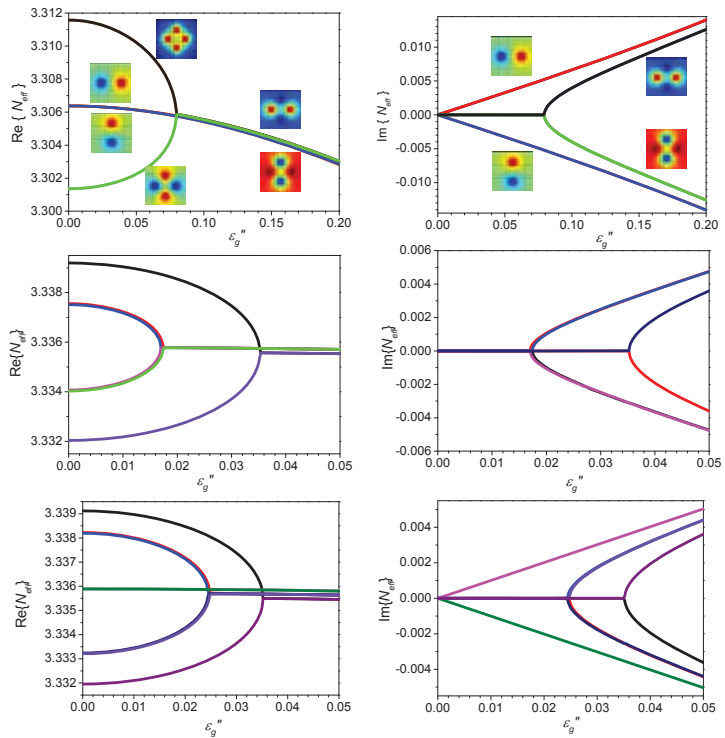 3.312
3.310
3.308
3.306
3.304
3.302
3.300
Re { N_eff }
0.00 0.05 0.10 0.15 0.20
ε_g″
0.010
0.005
0.000
-0.005
-0.010
Im { N_eff }
0.00 0.05 0.10 0.15 0.20
ε_g″
3.338
3.336
3.334
3.332
Re{N_eff}
0.00 0.01 0.02 0.03 0.04 0.05
ε_g″
0.006
0.004
0.002
0.000
-0.002
-0.004
-0.006
Im{N_eff}
0.00 0.01 0.02 0.03 0.04 0.05
ε_g″
3.339
3.338
3.337
3.336
3.335
3.334
3.333
3.332
Re{N_eff}
0.00 0.01 0.02 0.03 0.04 0.05
ε_g″
0.004
0.002
0.000
-0.002
-0.004
Im{N_eff}
0.00 0.01 0.02 0.03 0.04 0.05
ε_g″